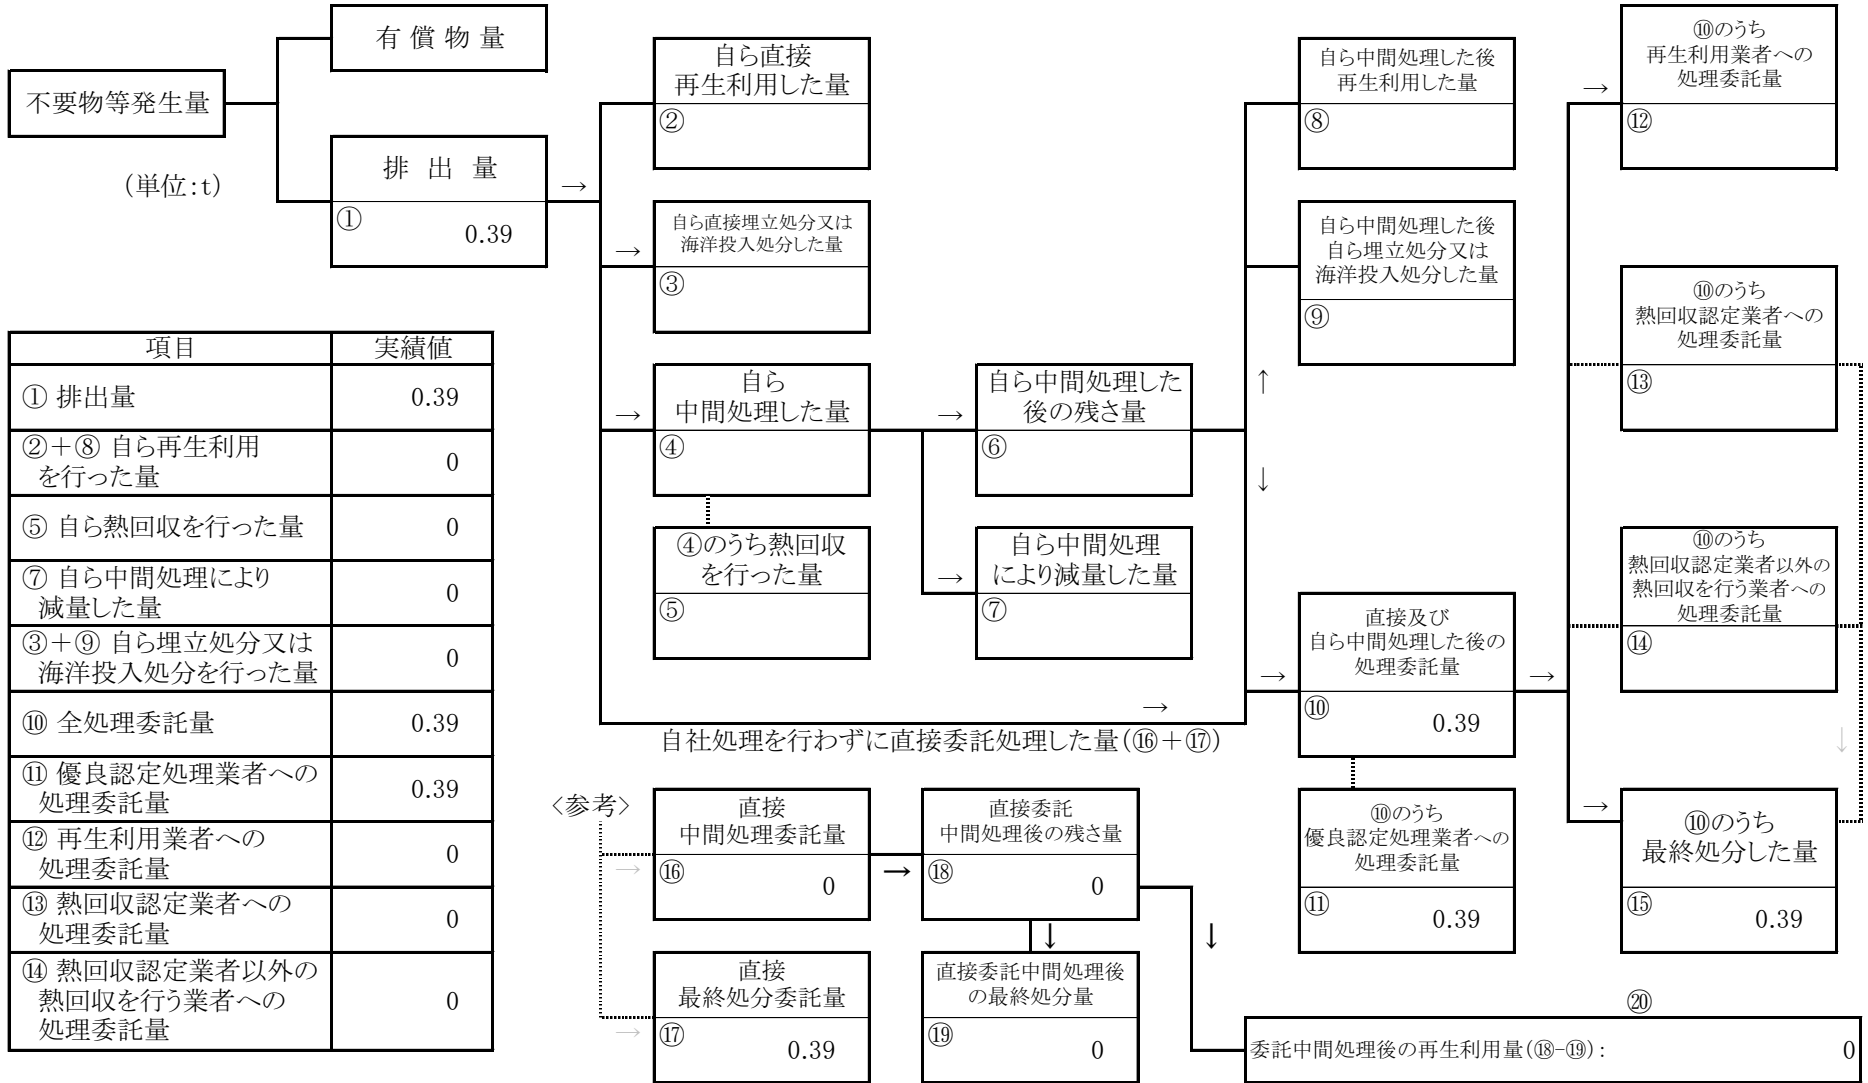 有 償 物 量
不要物等発生量
(単位:t)
排 出 量
→
①
0.39
自ら直接
再生利用した量
②
自ら直接埋立処分又は
海洋投入処分した量
→
③
自ら
中間処理した量
→
④
④のうち熱回収
を行った量
⑤
→
自ら中間処理した
後の残さ量
⑥
→
自ら中間処理
により減量した量
⑦
自ら中間処理した後
再生利用した量
⑧
自ら中間処理した後
自ら埋立処分又は
海洋投入処分した量
⑨
↑
↓
→
自社処理を行わずに直接委託処理した量(⑯+⑰)
→
直接及び
自ら中間処理した後の
処理委託量
⑩
0.39
→
⑩のうち
優良認定処理業者への
処理委託量
⑪
0.39
→
⑩のうち
再生利用業者への
処理委託量
⑫
⑩のうち
熱回収認定業者への
処理委託量
⑬
⑩のうち
熱回収認定業者以外の
熱回収を行う業者への
処理委託量
⑭
↓
→
⑩のうち
最終処分した量
⑮
0.39
項目 実績値
① 排出量 0.39
②+⑧ 自ら再生利用
を行った量 0
⑤ 自ら熱回収を行った量 0
⑦ 自ら中間処理により
減量した量 0
③+⑨ 自ら埋立処分又は
海洋投入処分を行った量 0
⑩ 全処理委託量 0.39
⑪ 優良認定処理業者への
処理委託量 0.39
⑫ 再生利用業者への
処理委託量 0
⑬ 熱回収認定業者への
処理委託量 0
⑭ 熱回収認定業者以外の
熱回収を行う業者への
処理委託量 0
〈参考〉
→
直接
中間処理委託量
⑯
0
→
直接委託
中間処理後の残さ量
⑱
0
→
直接
最終処分委託量
⑰
0.39
↓
直接委託中間処理後
の最終処分量
⑲
0
↓
⑳
委託中間処理後の再生利用量(⑱-⑲): 0